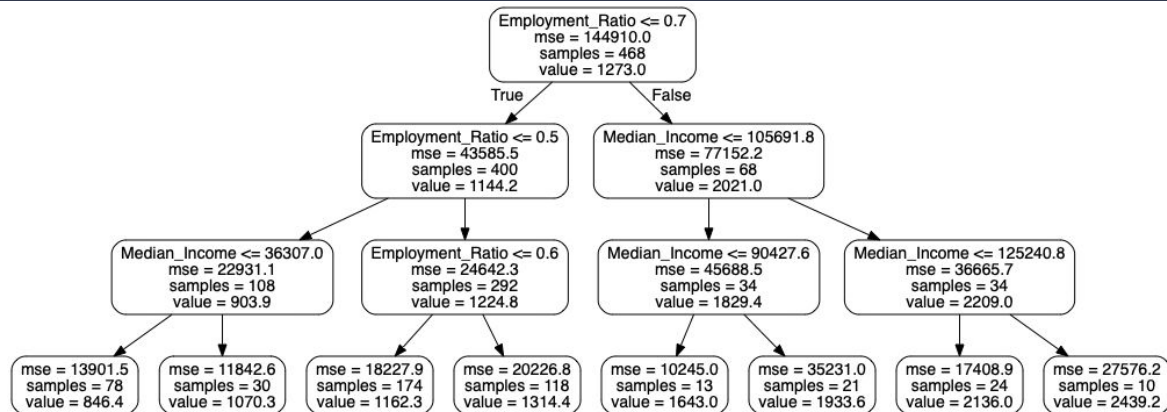 Employment_Ratio <= 0.7
mse = 144910.0
samples = 468
value = 1273.0
True
False
Employment_Ratio <= 0.5
mse = 43585.5
samples = 400
value = 1144.2
Median_Income <= 105691.8
mse = 77152.2
samples = 68
value = 2021.0
Median_Income <= 36307.0
mse = 22931.1
samples = 108
value = 903.9
Employment_Ratio <= 0.6
mse = 24642.3
samples = 292
value = 1224.8
Median_Income <= 90427.6
mse = 45688.5
samples = 34
value = 1829.4
Median_Income <= 125240.8
mse = 36665.7
samples = 34
value = 2209.0
mse = 13901.5
samples = 78
value = 846.4
mse = 11842.6
samples = 30
value = 1070.3
mse = 18227.9
samples = 174
value = 1162.3
mse = 20226.8
samples = 118
value = 1314.4
mse = 10245.0
samples = 13
value = 1643.0
mse = 35231.0
samples = 21
value = 1933.6
mse = 17408.9
samples = 24
value = 2136.0
mse = 27576.2
samples = 10
value = 2439.2